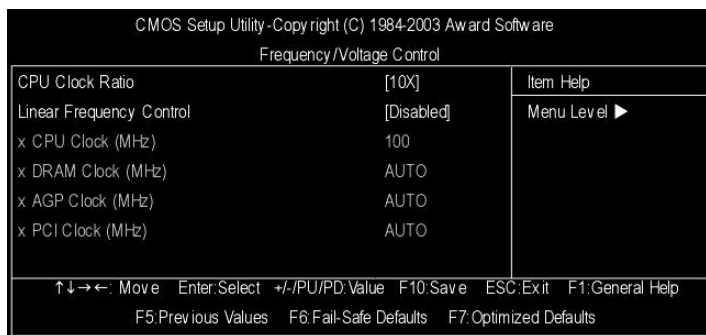 CMOS Setup Utility-Copyright (C) 1984-2003 Award Software
Frequency/Voltage Control
CPU Clock Ratio [10X] Item Help
Linear Frequency Control [Disabled] Menu Level ▶
x CPU Clock (MHz) 100
x DRAM Clock (MHz) AUTO
x AGP Clock (MHz) AUTO
x PCI Clock (MHz) AUTO
↑↓→←: Move Enter:Select +/-/PU/PD:Value F10:Save ESC:Exit F1:General Help
F5:Previous Values F6:Fail-Safe Defaults F7:Optimized Defaults